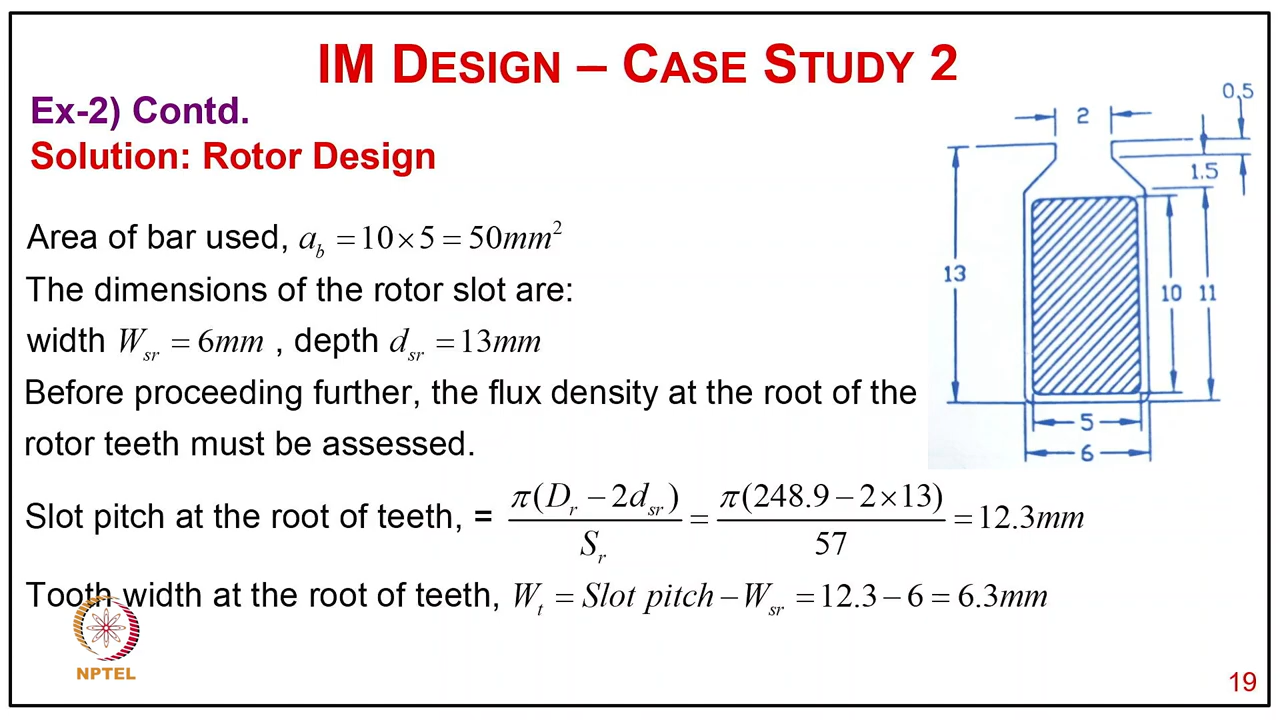 IM DESIGN – CASE STUDY 2
Ex-2) Contd.
Solution: Rotor Design
Area of bar used, a_b = 10×5 = 50mm²
The dimensions of the rotor slot are:
width W_sr = 6mm , depth d_sr = 13mm
Before proceeding further, the flux density at the root of the
rotor teeth must be assessed.
Slot pitch at the root of teeth, = π(D_r − 2d_sr)/S_r = π(248.9 − 2×13)/57 = 12.3mm
Tooth width at the root of teeth, W_t = Slot pitch − W_sr = 12.3 − 6 = 6.3mm
0.5
2
1.5
13
10 11
5
6
NPTEL
19